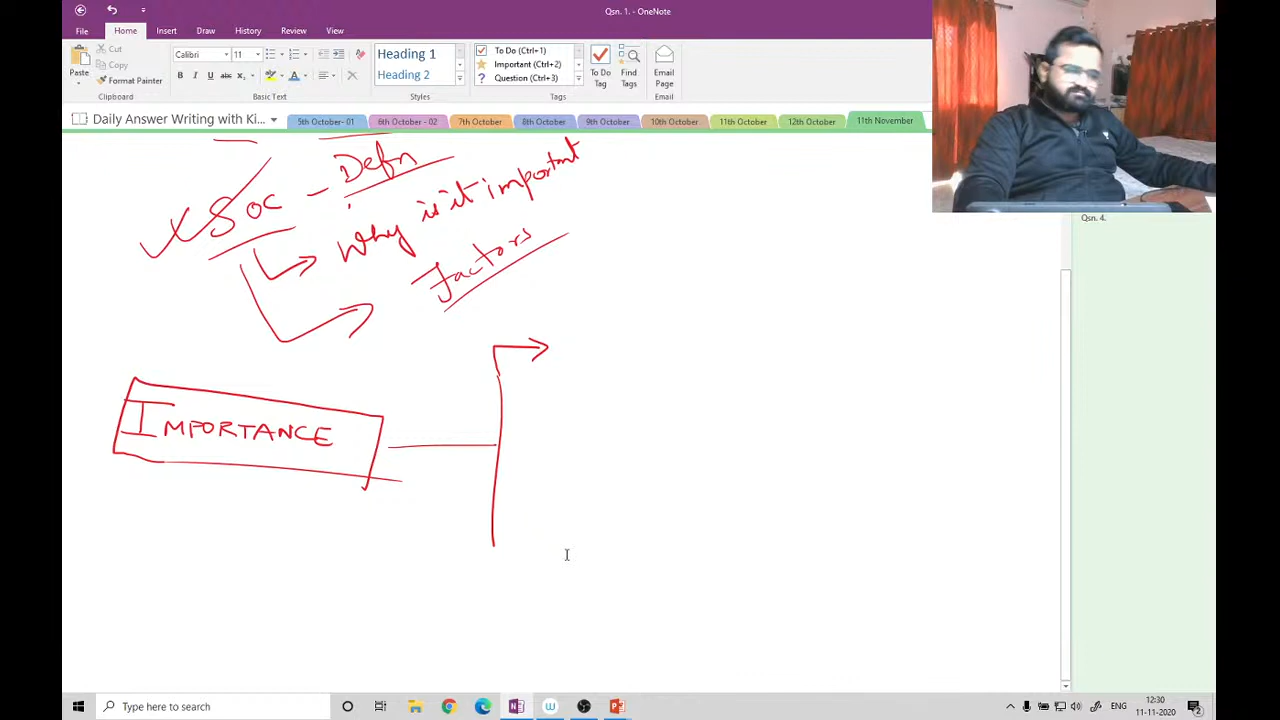 Qsn. 1. - OneNote
File Home Insert Draw History Review View
Cut
Copy
Format Painter
Paste
Clipboard
Calibri 11
B I U abc X₂ A
Basic Text
Heading 1
Heading 2
Styles
To Do (Ctrl+1)
Important (Ctrl+2)
Question (Ctrl+3)
Tags
To Do Tag
Find Tags
Email Page
Email
Daily Answer Writing with Ki...
5th October- 01 6th October - 02 7th October 8th October 9th October 10th October 11th October 12th October 11th November
Qsn. 4.
Soc - Defn
Why is it important
Factors
IMPORTANCE
Type here to search
ENG
12:30
11-11-2020
2